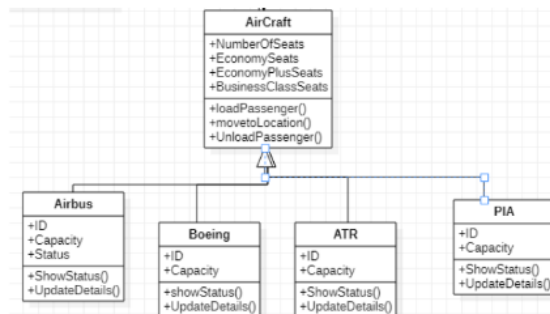 AirCraft
+NumberOfSeats
+EconomySeats
+EconomyPlusSeats
+BusinessClassSeats
+loadPassenger()
+movetoLocation()
+UnloadPassenger()
Airbus
+ID
+Capacity
+Status
+ShowStatus()
+UpdateDetails()
Boeing
+ID
+Capacity
+showStatus()
+UpdateDetails()
ATR
+ID
+Capacity
+ShowStatus()
+UpdateDetails()
PIA
+ID
+Capacity
+ShowStatus()
+UpdateDetails()